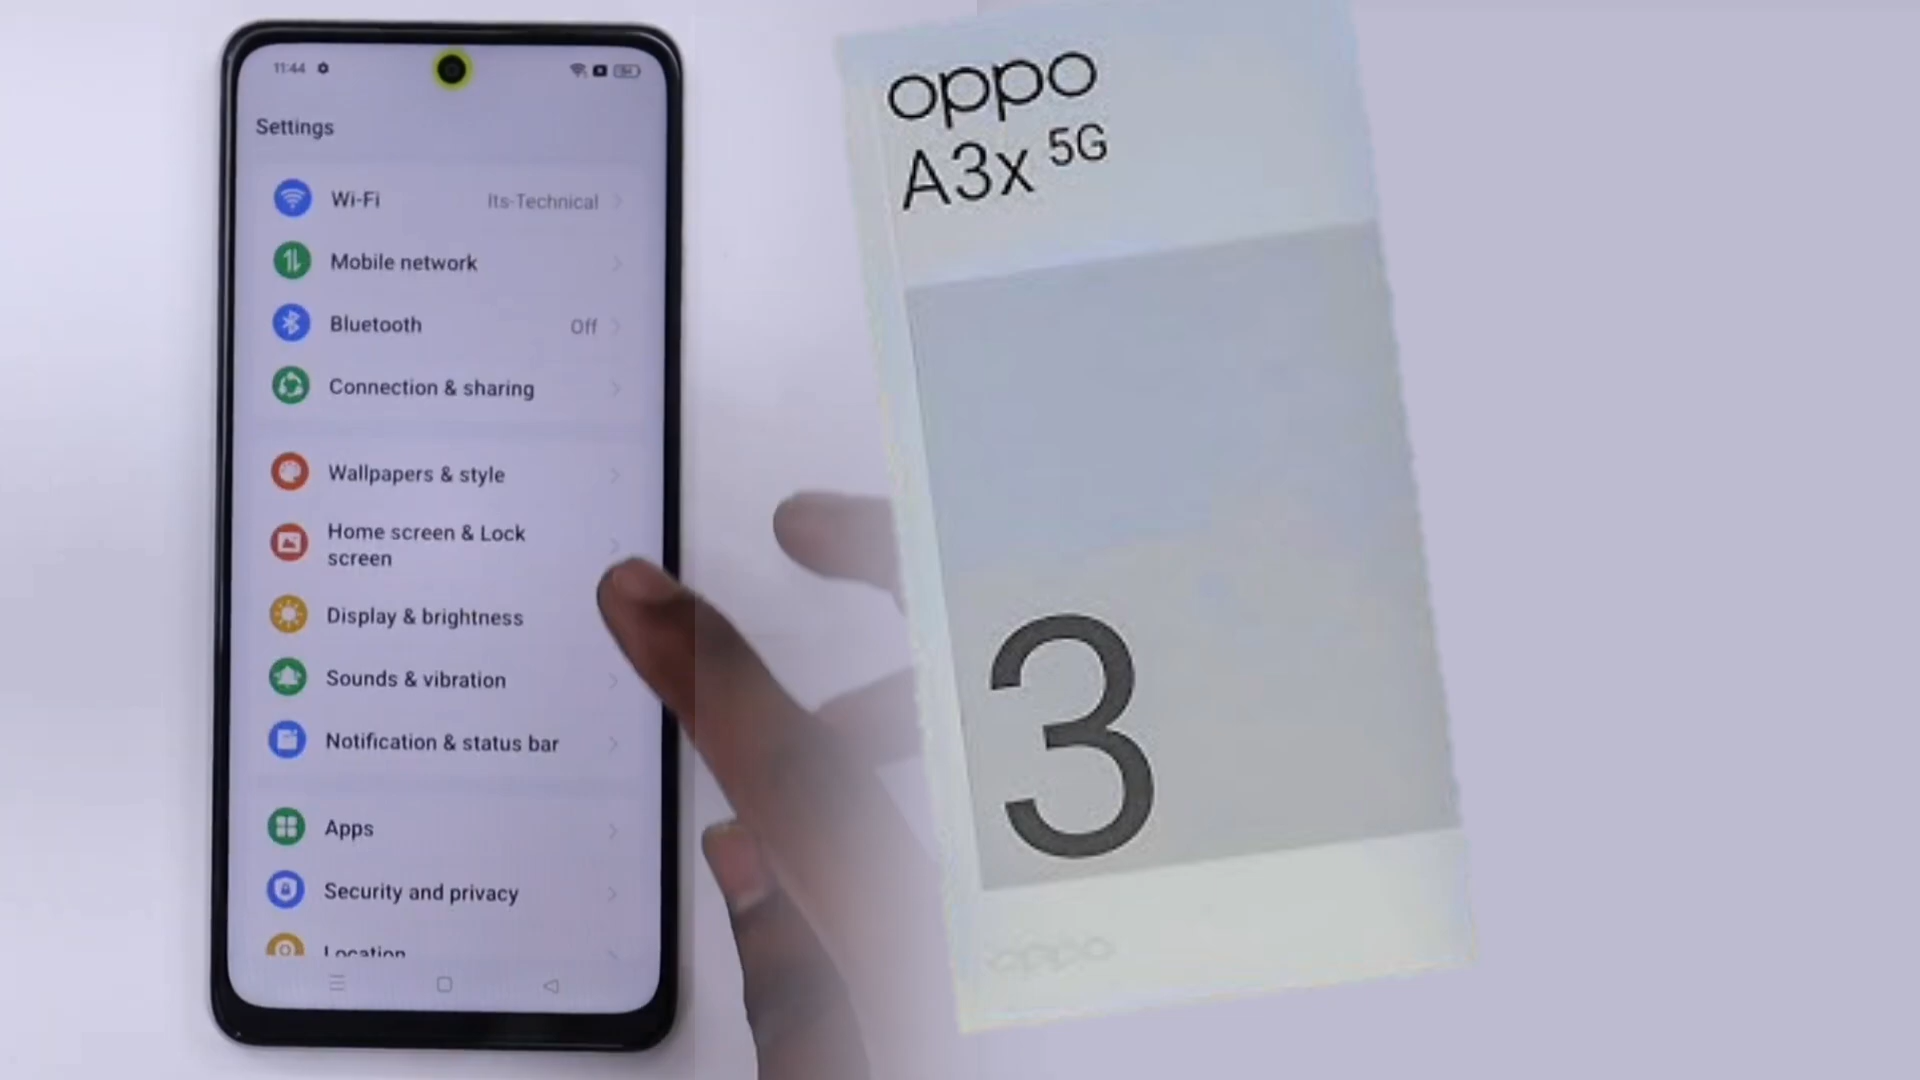 11:44
Settings
Wi-Fi
Its-Technical
Mobile network
Bluetooth
Off
Connection & sharing
Wallpapers & style
Home screen & Lock
screen
Display & brightness
Sounds & vibration
Notification & status bar
Apps
Security and privacy
Location
oppo
A3x 5G
3
oppo